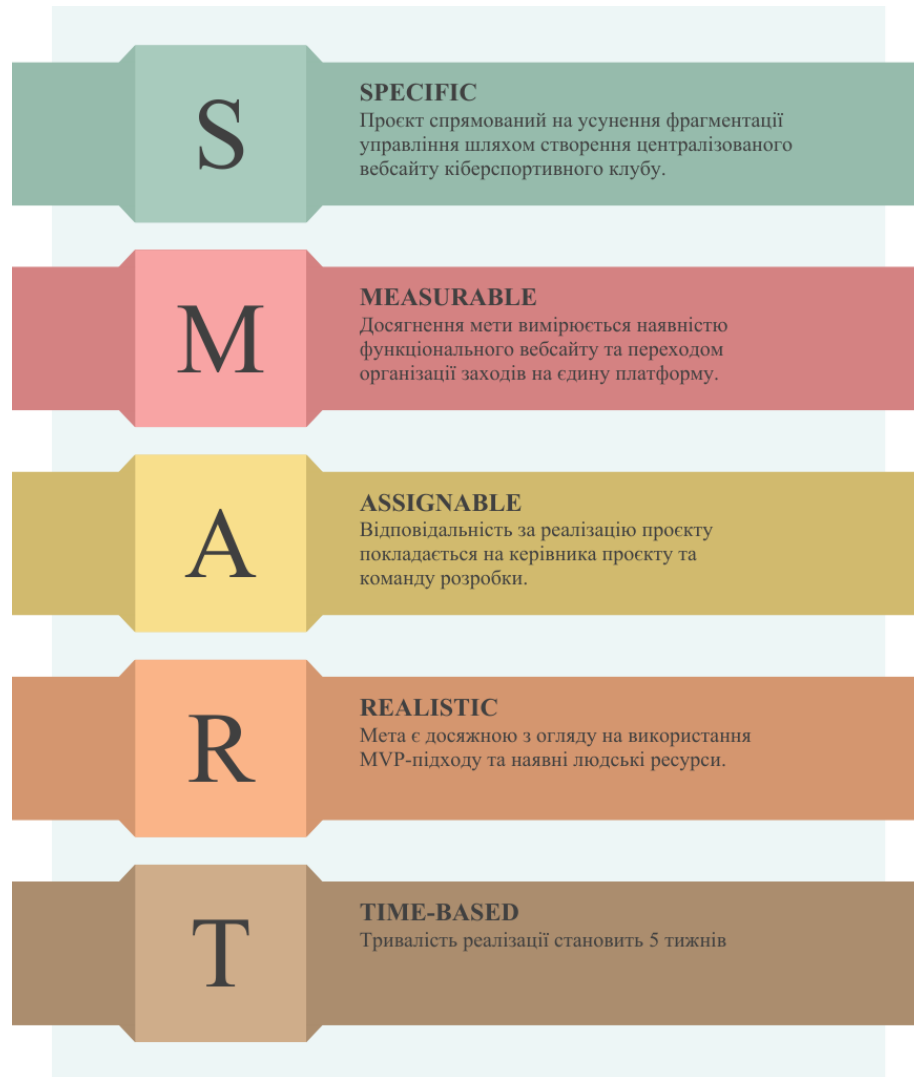 S
SPECIFIC
Проєкт спрямований на усунення фрагментації
управління шляхом створення централізованого
вебсайту кіберспортивного клубу.
M
MEASURABLE
Досягнення мети вимірюється наявністю
функціонального вебсайту та переходом
організації заходів на єдину платформу.
A
ASSIGNABLE
Відповідальність за реалізацію проєкту
покладається на керівника проєкту та
команду розробки.
R
REALISTIC
Мета є досяжною з огляду на використання
MVP-підходу та наявні людські ресурси.
T
TIME-BASED
Тривалість реалізації становить 5 тижнів